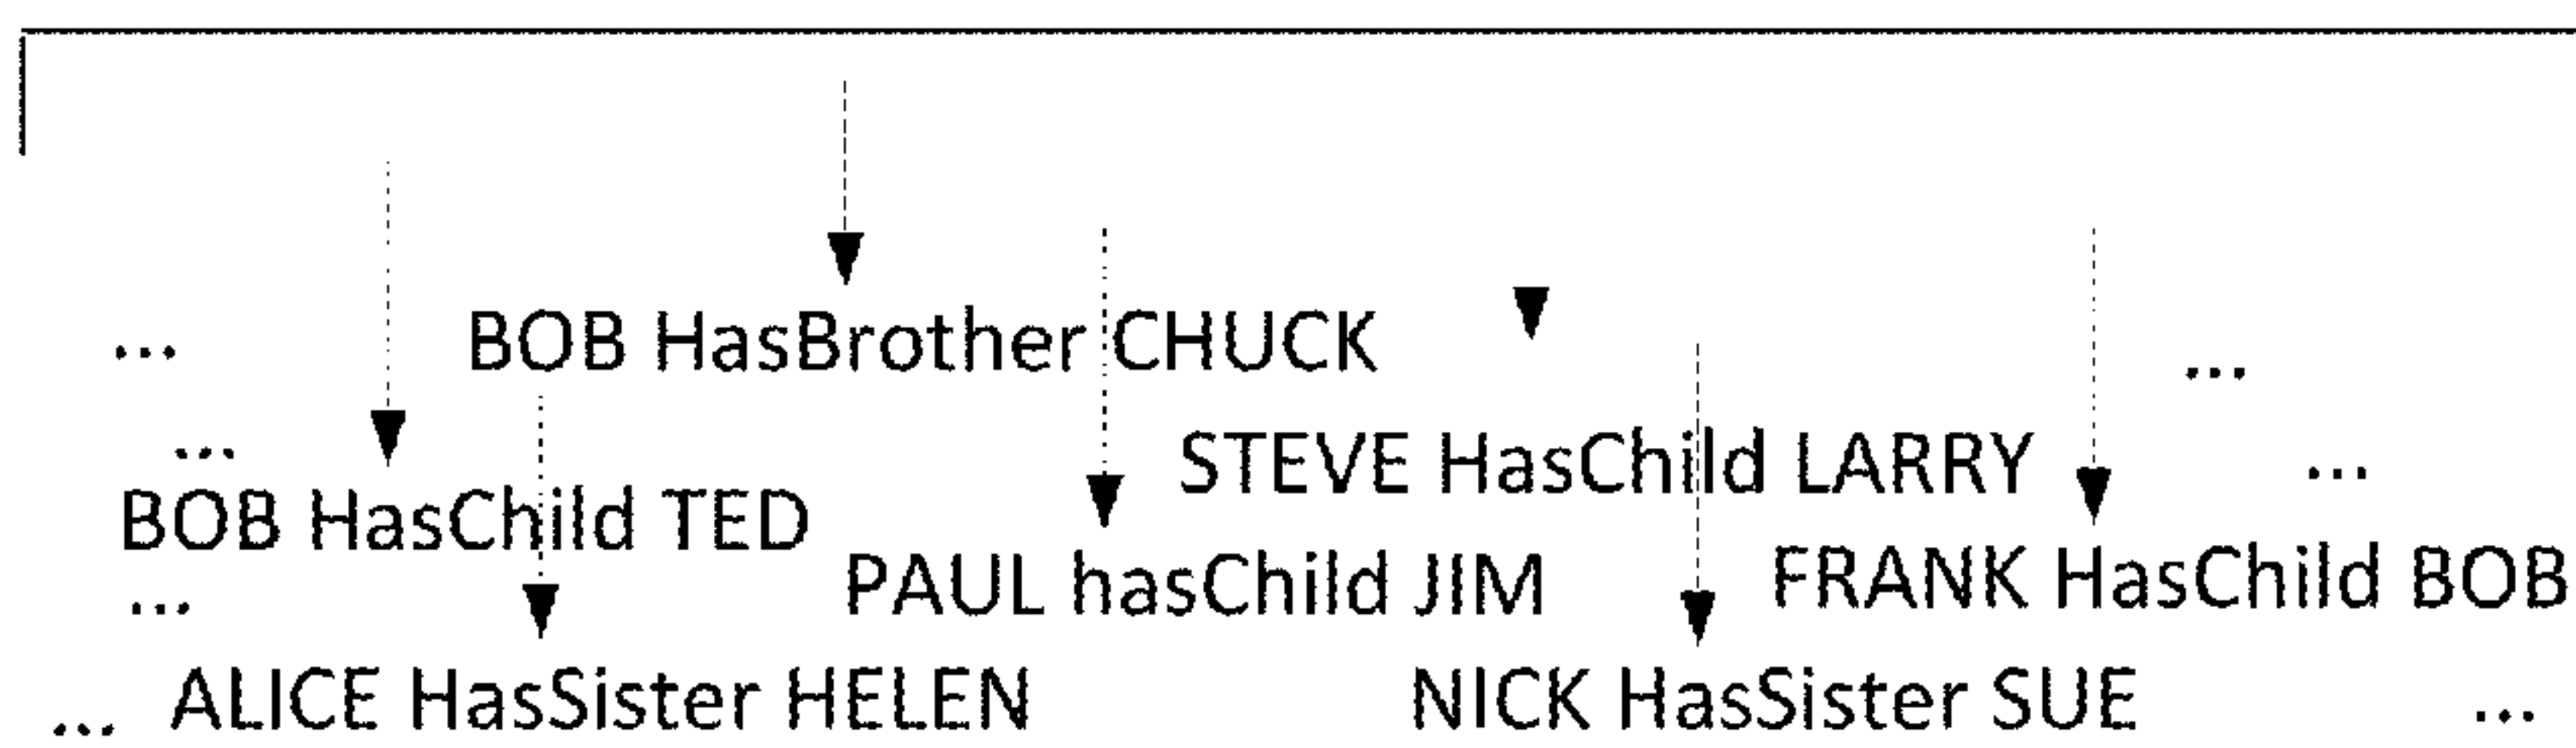 ... BOB HasBrother CHUCK ...
... STEVE HasChild LARRY ...
BOB HasChild TED
... PAUL hasChild JIM FRANK HasChild BOB
... ALICE HasSister HELEN NICK HasSister SUE ...